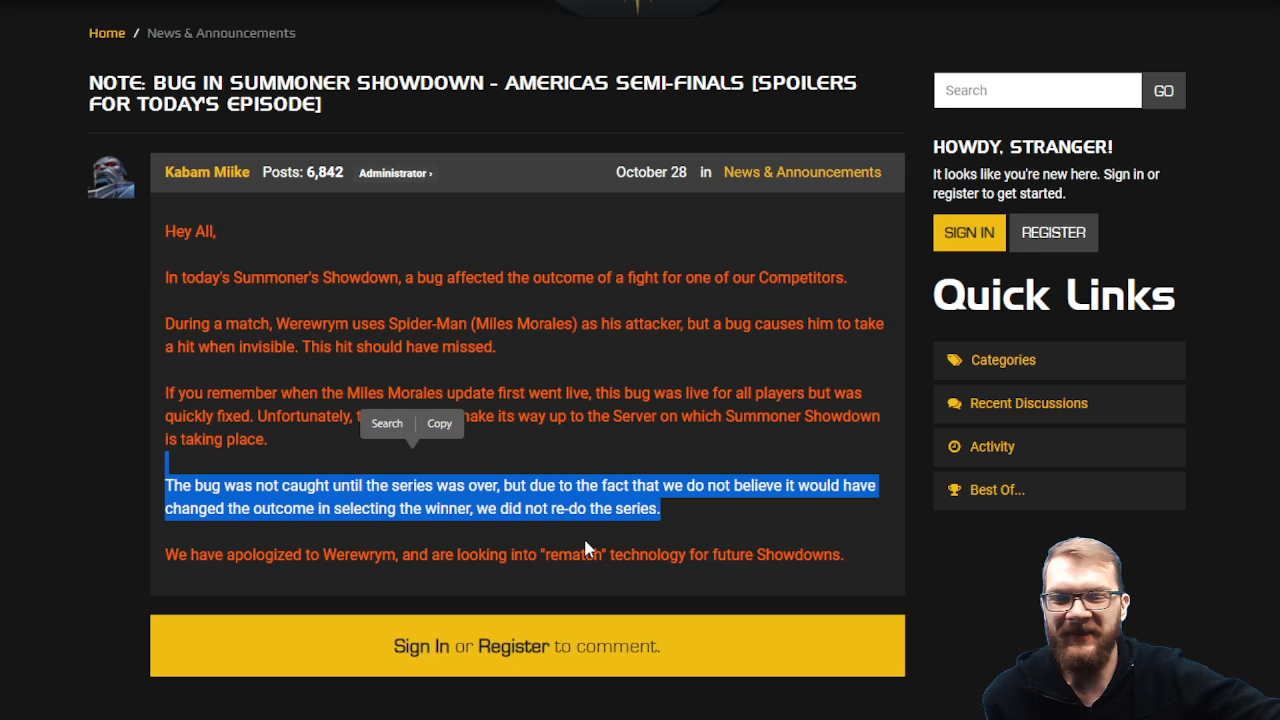 Home / News & Announcements
NOTE: BUG IN SUMMONER SHOWDOWN - AMERICAS SEMI-FINALS [SPOILERS
FOR TODAY'S EPISODE]
Search GO
Kabam Miike Posts: 6,842 Administrator › October 28 in News & Announcements
Hey All,
In today's Summoner's Showdown, a bug affected the outcome of a fight for one of our Competitors.
During a match, Werewrym uses Spider-Man (Miles Morales) as his attacker, but a bug causes him to take
a hit when invisible. This hit should have missed.
If you remember when the Miles Morales update first went live, this bug was live for all players but was
quickly fixed. Unfortunately, make its way up to the Server on which Summoner Showdown
is taking place.
Search Copy
The bug was not caught until the series was over, but due to the fact that we do not believe it would have
changed the outcome in selecting the winner, we did not re-do the series.
We have apologized to Werewrym, and are looking into "rematch" technology for future Showdowns.
Sign In or Register to comment.
HOWDY, STRANGER!
It looks like you're new here. Sign in or
register to get started.
SIGN IN REGISTER
Quick Links
Categories
Recent Discussions
Activity
Best Of...